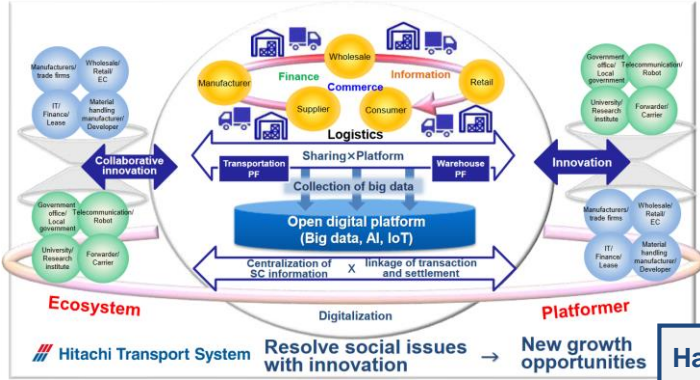 Manufacturers/
trade firms
Wholesale/
Retail/
EC
IT/
Finance/
Lease
Material
handling
manufacturer/
Developer
Collaborative
innovation
Government
office/
Local
government
Telecommunication/
Robot
University/
Research
institute
Forwarder/
Carrier
Ecosystem
Wholesale
Finance
Information
Manufacturer
Commerce
Retail
Supplier
Consumer
Logistics
Sharing×Platform
Transportation
PF
Warehouse
PF
Collection of big data
Open digital platform
(Big data, AI, IoT)
Centralization of
SC information
X
linkage of transaction
and settlement
Digitalization
Government
office/
Local
government
Telecommunication/
Robot
University/
Research
institute
Forwarder/
Carrier
Innovation
Manufacturers/
trade firms
Wholesale/
Retail/
EC
IT/
Finance/
Lease
Material
handling
manufacturer/
Developer
Platformer
Hitachi Transport System
Resolve social issues
with innovation
→
New growth
opportunities
Ha